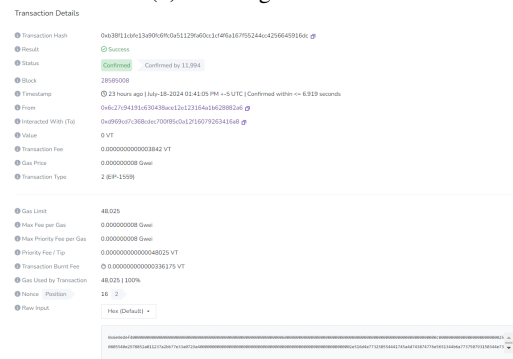 Transaction Details
Transaction Hash 0xb38f11cbfe13a90fc6ffc0a51129fa60cc1cf4f6a167f55244cc4256645916dc
Result Success
Status Confirmed Confirmed by 11,994
Block 28585008
Timestamp 23 hours ago | July-18-2024 01:41:05 PM +-5 UTC | Confirmed within <= 6.919 seconds
From 0x6c27c94191c630438ace12e123164a1b628882a6
Interacted With (To) 0xd969cd7c368cdec700f85c0a12f16079263416a8
Value 0 VT
Transaction Fee 0.0000000000003842 VT
Gas Price 0.000000008 Gwei
Transaction Type 2 (EIP-1559)
Gas Limit 48,025
Max Fee per Gas 0.000000008 Gwei
Max Priority Fee per Gas 0.000000008 Gwei
Priority Fee / Tip 0.000000000000048025 VT
Transaction Burnt Fee 0.000000000000336175 VT
Gas Used by Transaction 48,025 | 100%
Nonce Position 16 2
Raw Input Hex (Default)